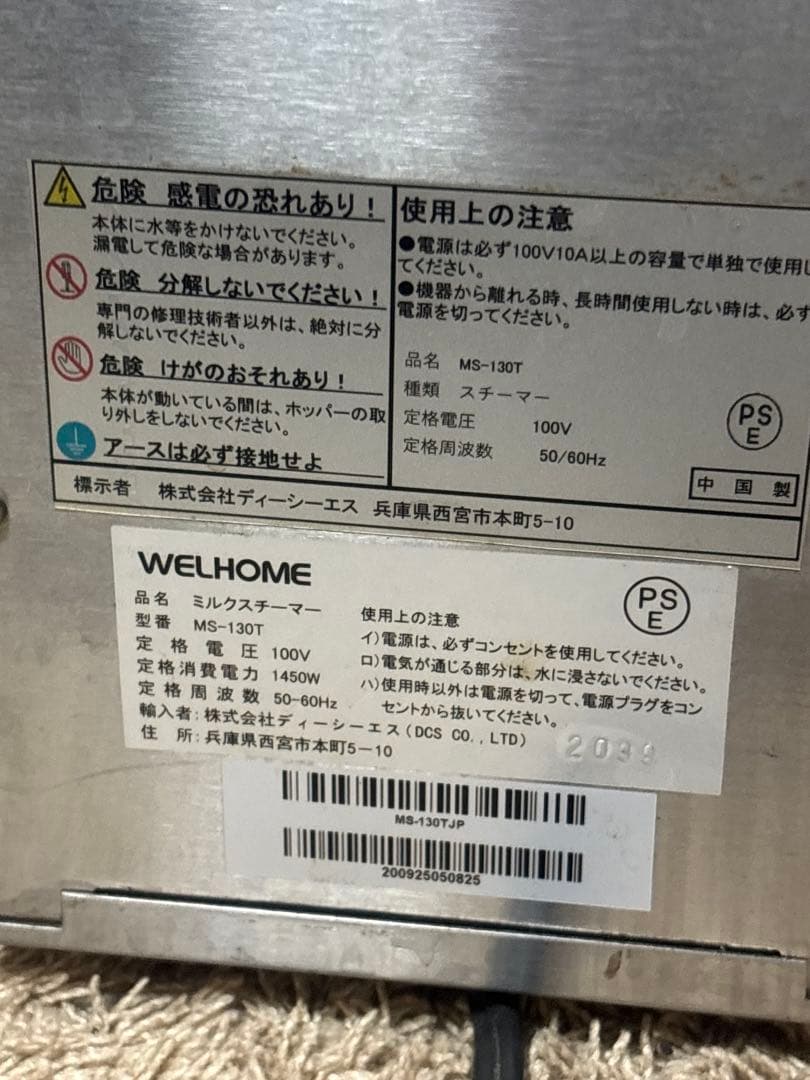 危険 感電の恐れあり！
本体に水等をかけないでください。
漏電して危険な場合があります。
危険 分解しないでください！
専門の修理技術者以外は、絶対に分
解しないでください。
危険 けがのおそれあり！
本体が動いている間は、ホッパーの取
り外しをしないでください。
アースは必ず接地せよ
使用上の注意
●電源は必ず100V10A以上の容量で単独で使用し
てください。
●機器から離れる時、長時間使用しない時は、必ず
電源を切ってください。
品名 MS-130T
種類 スチーマー
定格電圧 100V
定格周波数 50/60Hz
PS
E
中国製
標示者 株式会社ディーシーエス 兵庫県西宮市本町5-10
WELHOME
品名 ミルクスチーマー
型番 MS-130T
定格電圧 100V
定格消費電力 1450W
定格周波数 50-60Hz
輸入者：株式会社ディーシーエス（DCS CO.,LTD）
住所：兵庫県西宮市本町5－10
PS
E
使用上の注意
イ）電源は、必ずコンセントを使用してください。
ロ）電気が通じる部分は、水に浸さないでください。
ハ）使用時以外は電源を切って、電源プラグをコン
セントから抜いてください。
MS-130TJP
200925050825